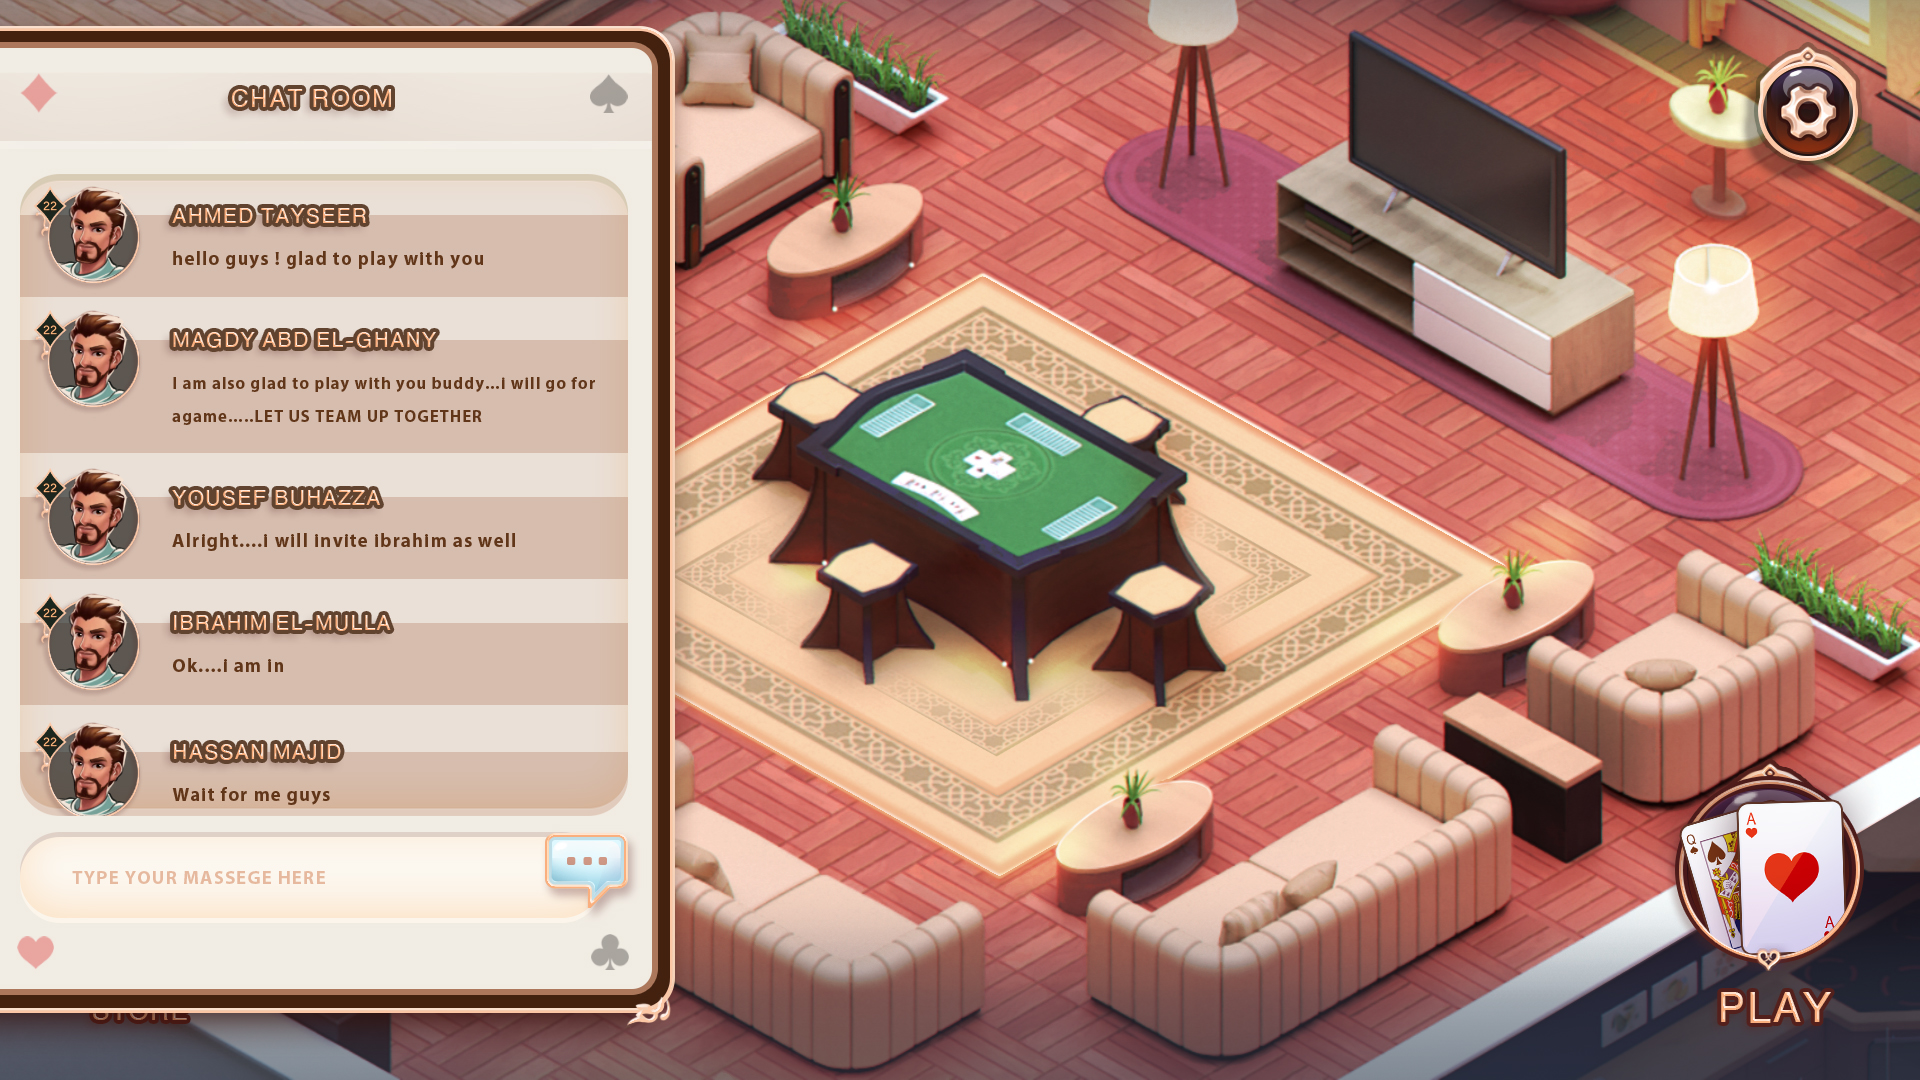 CHAT ROOM
22
AHMED TAYSEER
hello guys ! glad to play with you
22
MAGDY ABD EL-GHANY
I am also glad to play with you buddy...i will go for
agame.....LET US TEAM UP TOGETHER
22
YOUSEF BUHAZZA
Alright....i will invite ibrahim as well
22
IBRAHIM EL-MULLA
Ok....i am in
22
HASSAN MAJID
Wait for me guys
TYPE YOUR MASSEGE HERE
STORE
Q
A
A
PLAY